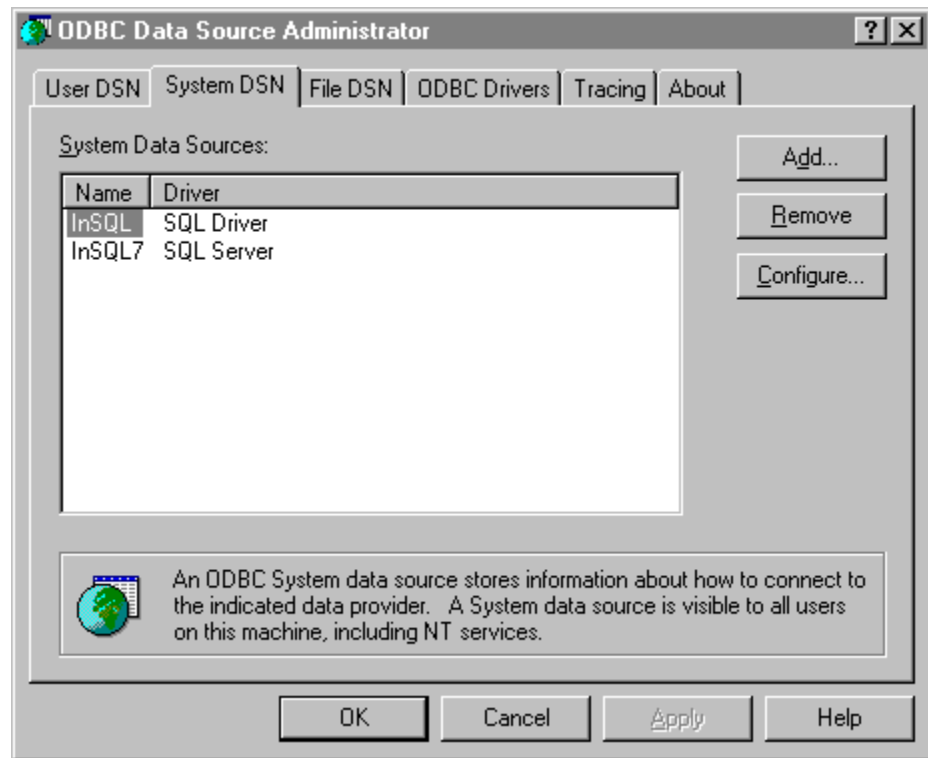 ODBC Data Source Administrator
User DSN System DSN File DSN ODBC Drivers Tracing About
System Data Sources:
Add...
Name Driver
InSQL SQL Driver
Remove
InSQL7 SQL Server
Configure...
An ODBC System data source stores information about how to connect to
the indicated data provider. A System data source is visible to all users
on this machine, including NT services.
OK Cancel Apply Help